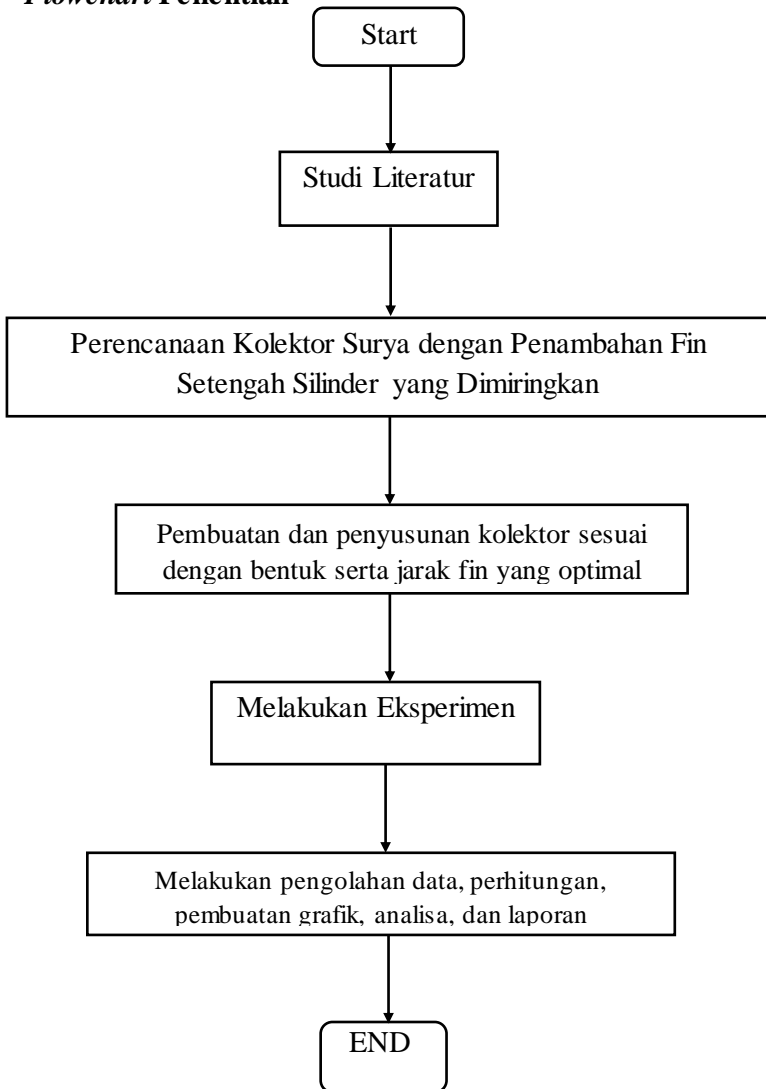 Flowchart Penelitian
Start
Studi Literatur
Perencanaan Kolektor Surya dengan Penambahan Fin
Setengah Silinder yang Dimiringkan
Pembuatan dan penyusunan kolektor sesuai
dengan bentuk serta jarak fin yang optimal
Melakukan Eksperimen
Melakukan pengolahan data, perhitungan,
pembuatan grafik, analisa, dan laporan
END